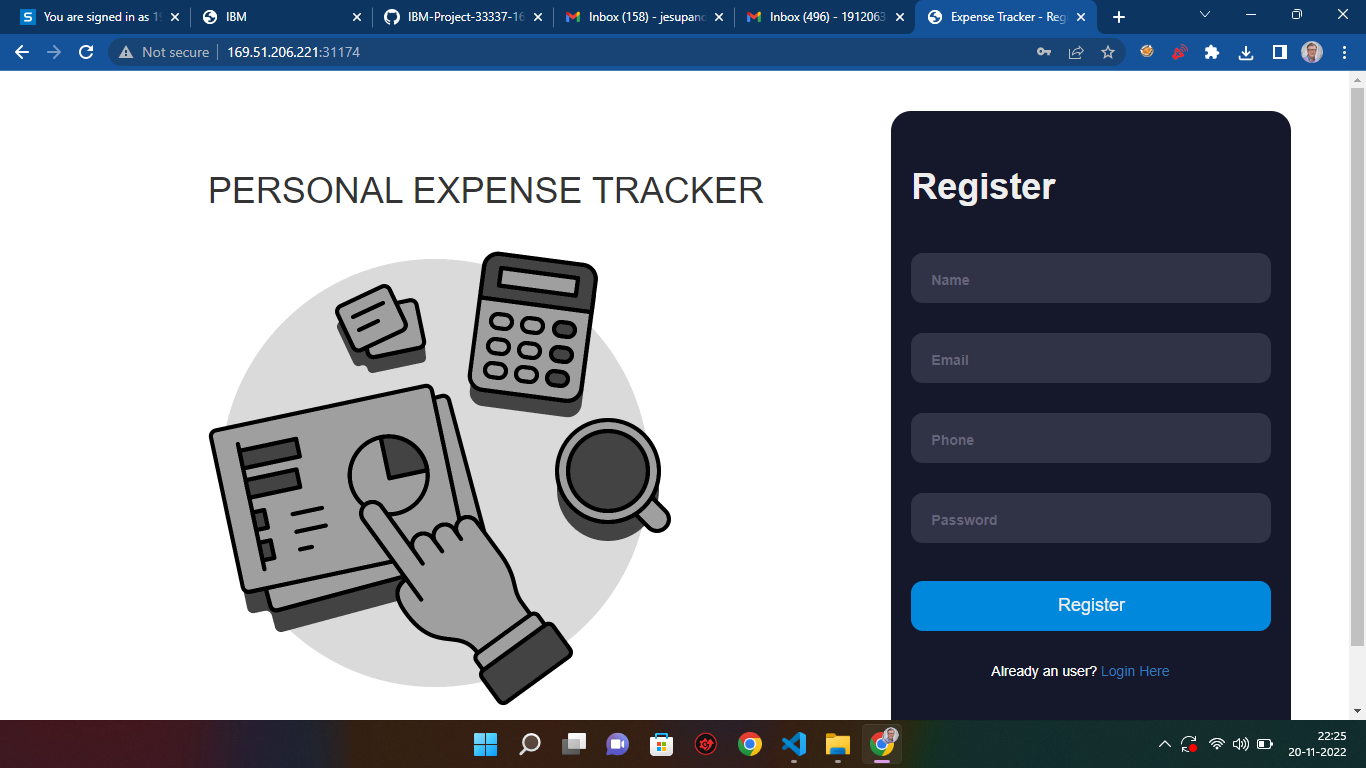 You are signed in as 19
IBM
IBM-Project-33337-16
Inbox (158) - jesupand
Inbox (496) - 1912063
Expense Tracker - Reg
Not secure
169.51.206.221:31174
PERSONAL EXPENSE TRACKER
Register
Name
Email
Phone
Password
Register
Already an user? Login Here
22:25
20-11-2022